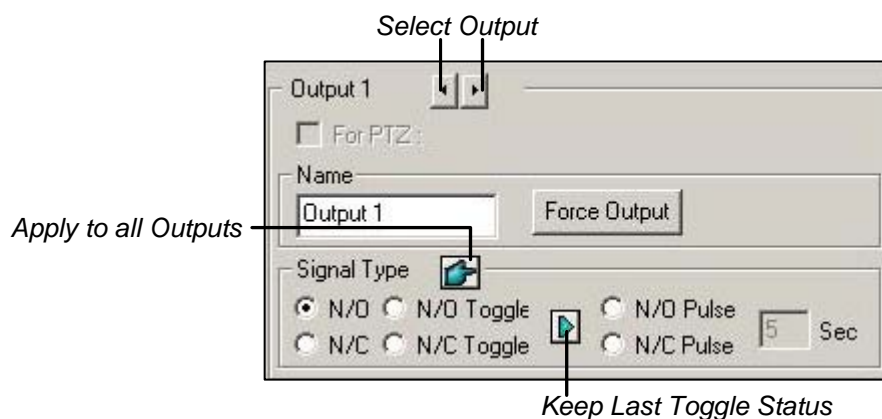 Select Output
Output 1
For PTZ :
Name
Output 1
Force Output
Apply to all Outputs
Signal Type
N/O N/O Toggle N/O Pulse
5 Sec
N/C N/C Toggle N/C Pulse
Keep Last Toggle Status